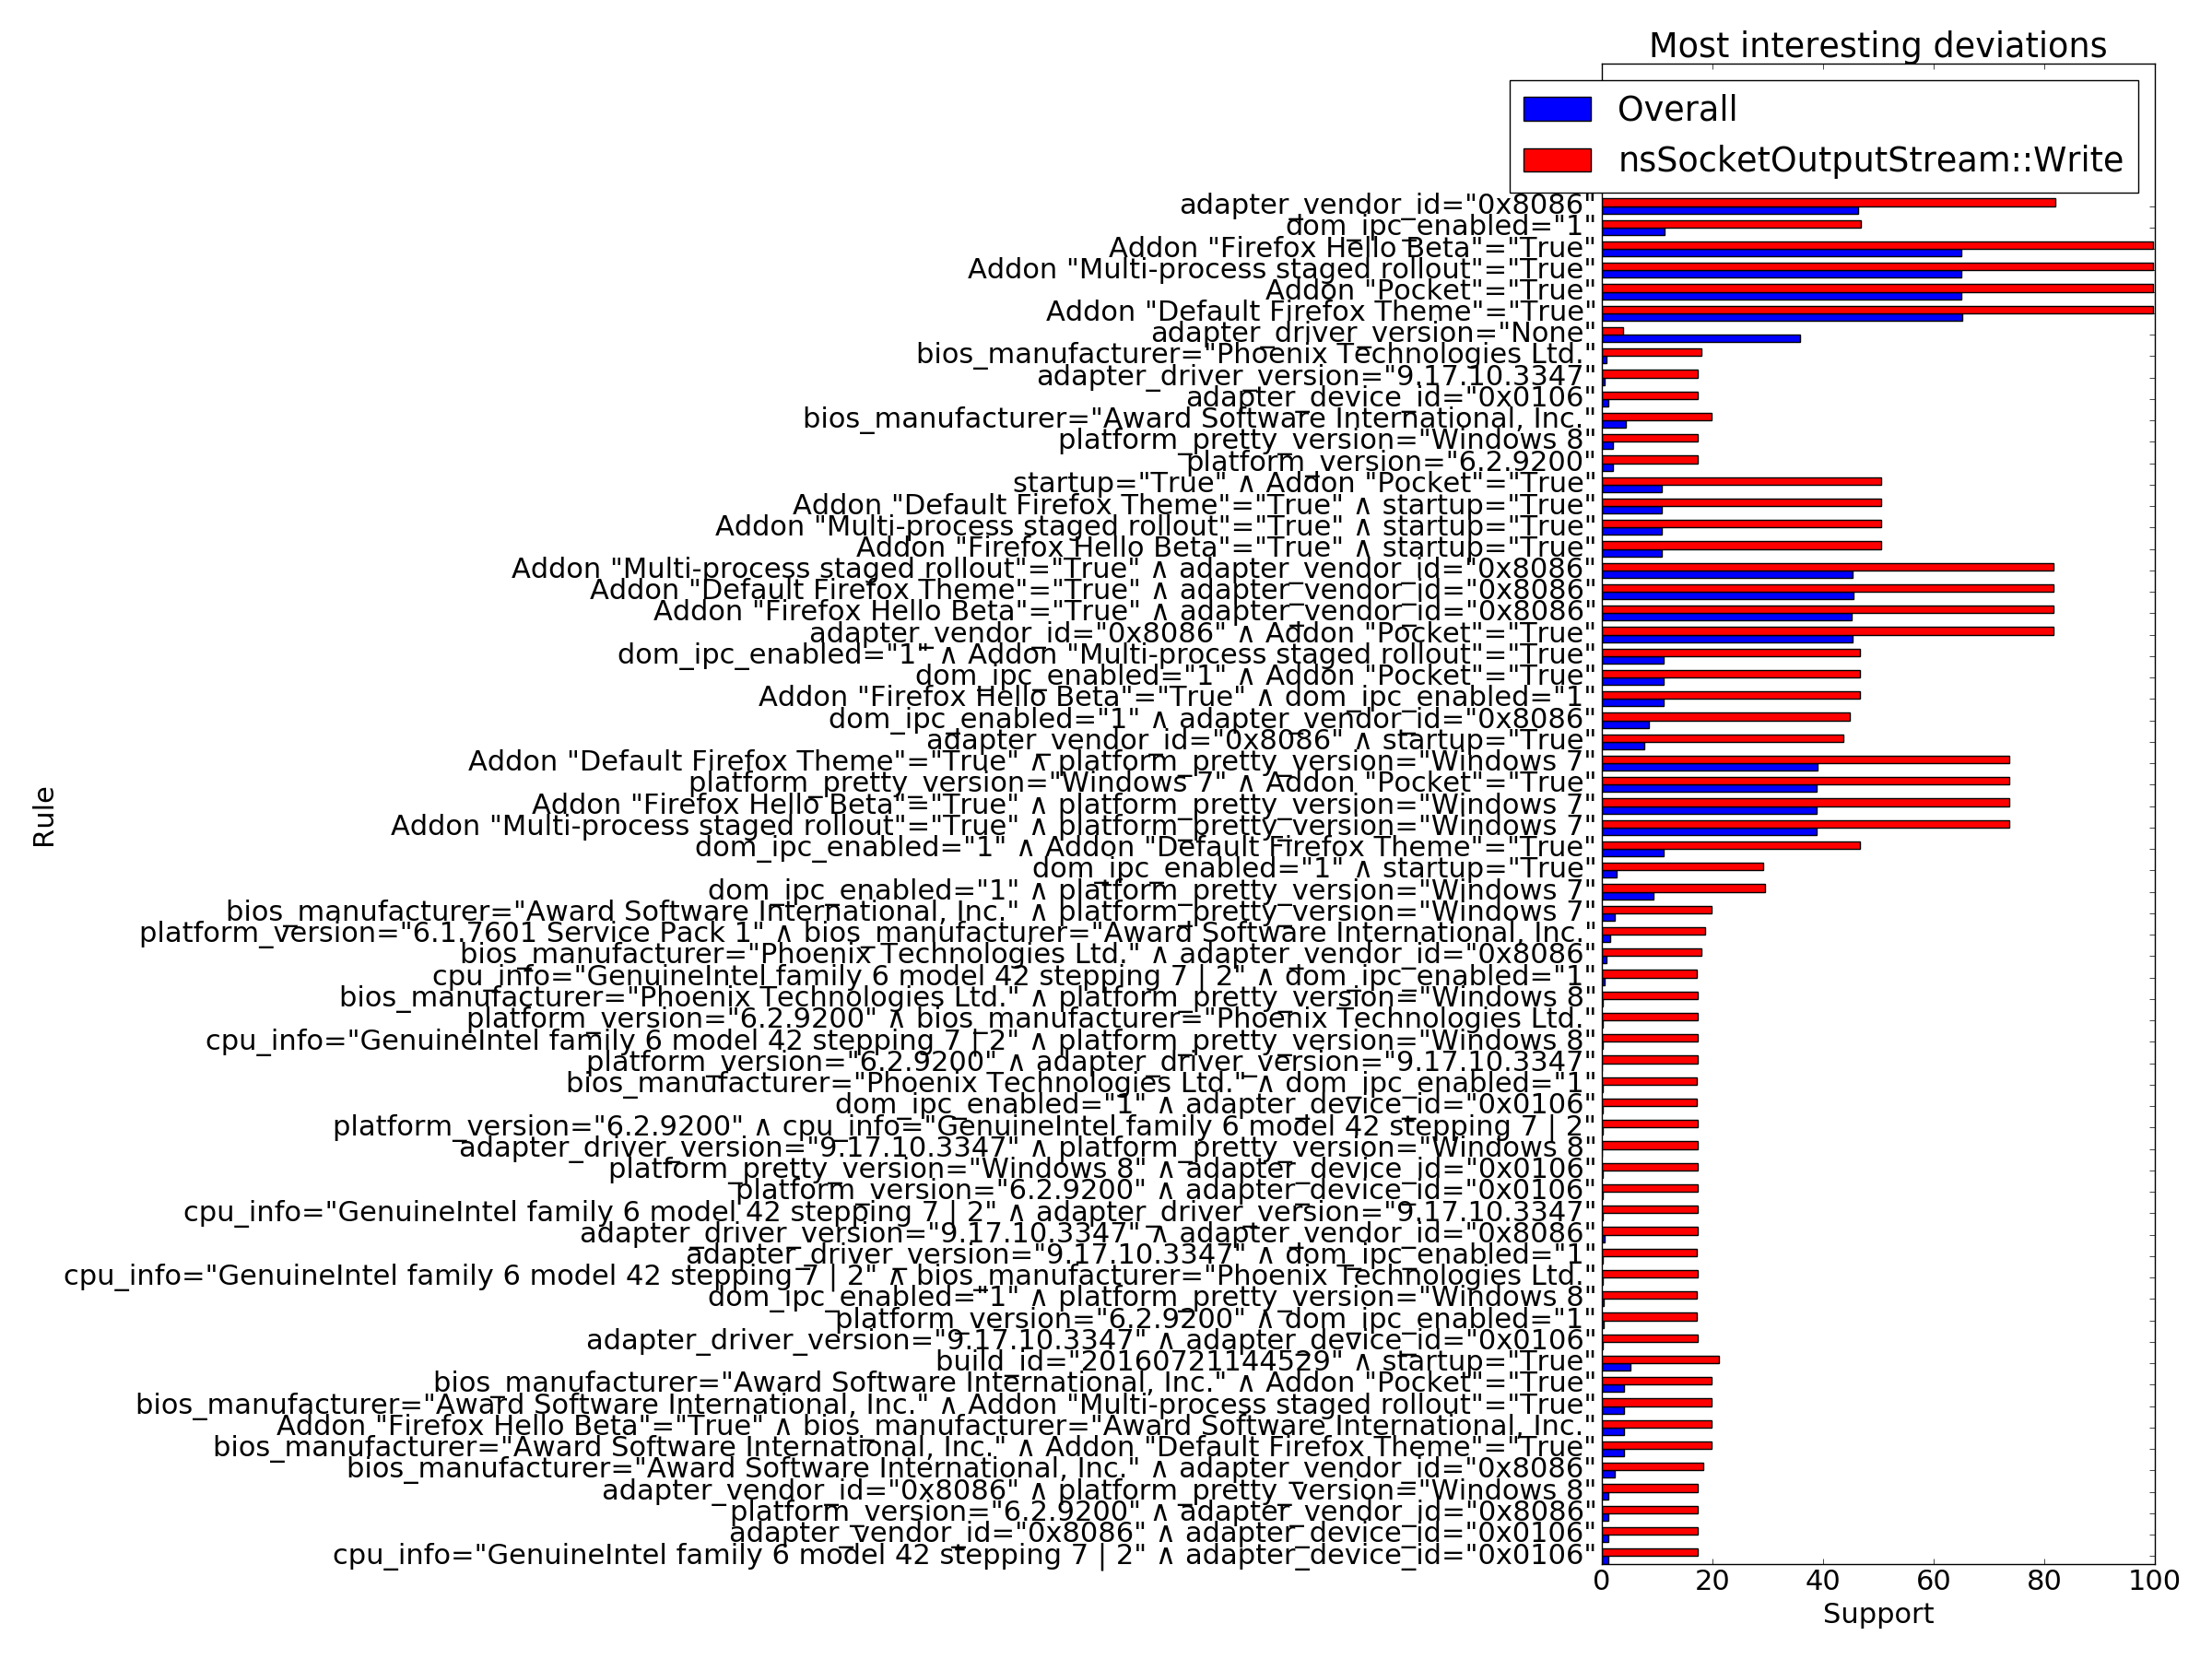 Most interesting deviations
Overall
nsSocketOutputStream::Write
adapter_vendor_id="0x8086"
dom_ipc_enabled="1"
Addon "Firefox Hello Beta"="True"
Addon "Multi-process staged rollout"="True"
Addon "Pocket"="True"
Addon "Default Firefox Theme"="True"
adapter_driver_version="None"
bios_manufacturer="Phoenix Technologies Ltd."
adapter_driver_version="9.17.10.3347"
adapter_device_id="0x0106"
bios_manufacturer="Award Software International, Inc."
platform_pretty_version="Windows 8"
platform_version="6.2.9200"
startup="True" ∧ Addon "Pocket"="True"
Addon "Default Firefox Theme"="True" ∧ startup="True"
Addon "Multi-process staged rollout"="True" ∧ startup="True"
Addon "Firefox Hello Beta"="True" ∧ startup="True"
Addon "Multi-process staged rollout"="True" ∧ adapter_vendor_id="0x8086"
Addon "Default Firefox Theme"="True" ∧ adapter_vendor_id="0x8086"
Addon "Firefox Hello Beta"="True" ∧ adapter_vendor_id="0x8086"
adapter_vendor_id="0x8086" ∧ Addon "Pocket"="True"
dom_ipc_enabled="1" ∧ Addon "Multi-process staged rollout"="True"
dom_ipc_enabled="1" ∧ Addon "Pocket"="True"
Addon "Firefox Hello Beta"="True" ∧ dom_ipc_enabled="1"
dom_ipc_enabled="1" ∧ adapter_vendor_id="0x8086"
adapter_vendor_id="0x8086" ∧ startup="True"
Addon "Default Firefox Theme"="True" ∧ platform_pretty_version="Windows 7"
platform_pretty_version="Windows 7" ∧ Addon "Pocket"="True"
Addon "Firefox Hello Beta"="True" ∧ platform_pretty_version="Windows 7"
Addon "Multi-process staged rollout"="True" ∧ platform_pretty_version="Windows 7"
dom_ipc_enabled="1" ∧ Addon "Default Firefox Theme"="True"
dom_ipc_enabled="1" ∧ startup="True"
dom_ipc_enabled="1" ∧ platform_pretty_version="Windows 7"
bios_manufacturer="Award Software International, Inc." ∧ platform_pretty_version="Windows 7"
platform_version="6.1.7601 Service Pack 1" ∧ bios_manufacturer="Award Software International, Inc."
bios_manufacturer="Phoenix Technologies Ltd." ∧ adapter_vendor_id="0x8086"
cpu_info="GenuineIntel family 6 model 42 stepping 7 | 2" ∧ dom_ipc_enabled="1"
bios_manufacturer="Phoenix Technologies Ltd." ∧ platform_pretty_version="Windows 8"
platform_version="6.2.9200" ∧ bios_manufacturer="Phoenix Technologies Ltd."
cpu_info="GenuineIntel family 6 model 42 stepping 7 | 2" ∧ platform_pretty_version="Windows 8"
platform_version="6.2.9200" ∧ adapter_driver_version="9.17.10.3347"
bios_manufacturer="Phoenix Technologies Ltd." ∧ dom_ipc_enabled="1"
dom_ipc_enabled="1" ∧ adapter_device_id="0x0106"
platform_version="6.2.9200" ∧ cpu_info="GenuineIntel family 6 model 42 stepping 7 | 2"
adapter_driver_version="9.17.10.3347" ∧ platform_pretty_version="Windows 8"
platform_pretty_version="Windows 8" ∧ adapter_device_id="0x0106"
platform_version="6.2.9200" ∧ adapter_device_id="0x0106"
cpu_info="GenuineIntel family 6 model 42 stepping 7 | 2" ∧ adapter_driver_version="9.17.10.3347"
adapter_driver_version="9.17.10.3347" ∧ adapter_vendor_id="0x8086"
adapter_driver_version="9.17.10.3347" ∧ dom_ipc_enabled="1"
cpu_info="GenuineIntel family 6 model 42 stepping 7 | 2" ∧ bios_manufacturer="Phoenix Technologies Ltd."
dom_ipc_enabled="1" ∧ platform_pretty_version="Windows 8"
platform_version="6.2.9200" ∧ dom_ipc_enabled="1"
adapter_driver_version="9.17.10.3347" ∧ adapter_device_id="0x0106"
build_id="20160721144529" ∧ startup="True"
bios_manufacturer="Award Software International, Inc." ∧ Addon "Pocket"="True"
bios_manufacturer="Award Software International, Inc." ∧ Addon "Multi-process staged rollout"="True"
Addon "Firefox Hello Beta"="True" ∧ bios_manufacturer="Award Software International, Inc."
bios_manufacturer="Award Software International, Inc." ∧ Addon "Default Firefox Theme"="True"
bios_manufacturer="Award Software International, Inc." ∧ adapter_vendor_id="0x8086"
adapter_vendor_id="0x8086" ∧ platform_pretty_version="Windows 8"
platform_version="6.2.9200" ∧ adapter_vendor_id="0x8086"
adapter_vendor_id="0x8086" ∧ adapter_device_id="0x0106"
cpu_info="GenuineIntel family 6 model 42 stepping 7 | 2" ∧ adapter_device_id="0x0106"
Rule
0 20 40 60 80 100
Support